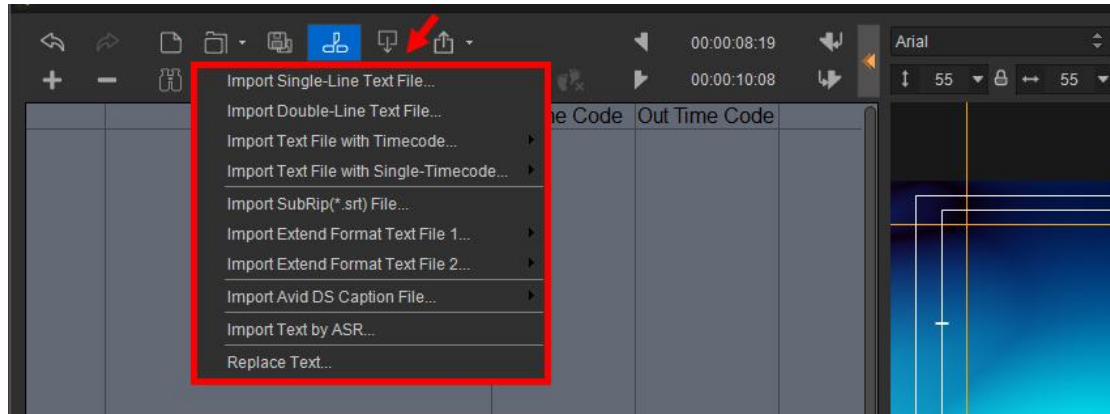 00:00:08:19
Arial
00:00:10:08
55
55
Import Single-Line Text File...
Import Double-Line Text File...
Import Text File with Timecode...
Import Text File with Single-Timecode...
Import SubRip(*.srt) File...
Import Extend Format Text File 1...
Import Extend Format Text File 2...
Import Avid DS Caption File...
Import Text by ASR...
Replace Text...
Code
Out Time Code